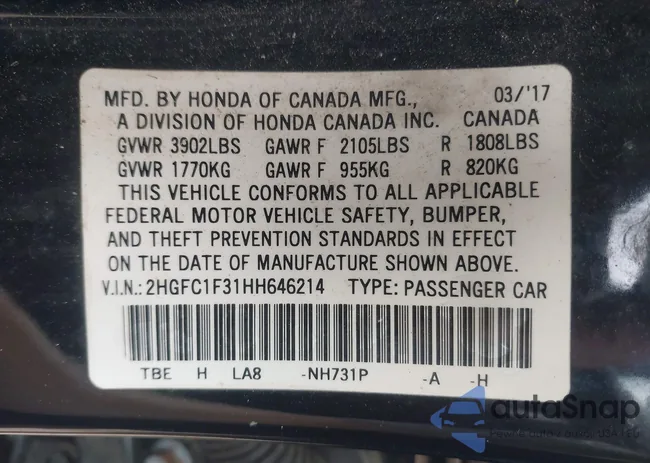 MFD. BY HONDA OF CANADA MFG., 03/'17
A DIVISION OF HONDA CANADA INC. CANADA
GVWR 3902LBS GAWR F 2105LBS R 1808LBS
GVWR 1770KG GAWR F 955KG R 820KG
THIS VEHICLE CONFORMS TO ALL APPLICABLE
FEDERAL MOTOR VEHICLE SAFETY, BUMPER,
AND THEFT PREVENTION STANDARDS IN EFFECT
ON THE DATE OF MANUFACTURE SHOWN ABOVE.
V.I.N.: 2HGFC1F31HH646214 TYPE: PASSENGER CAR
TBE H LA8 -NH731P -A -H
autoSnap